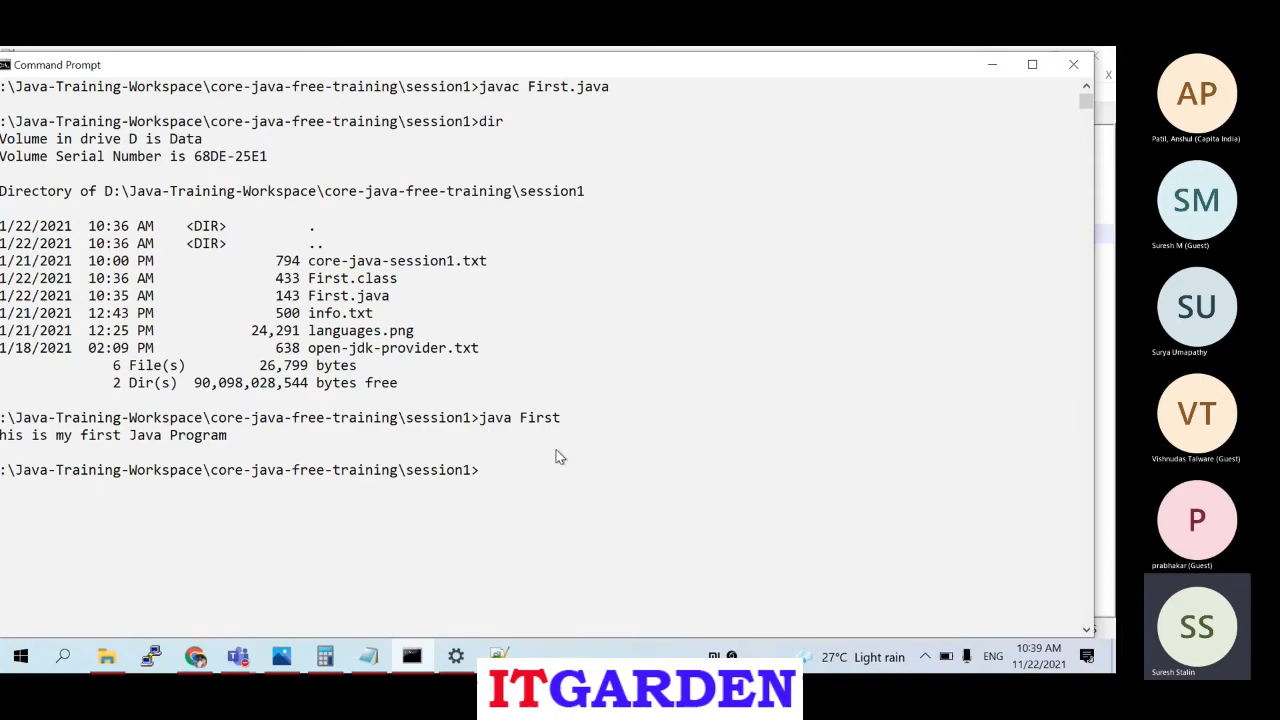 Command Prompt
:\Java-Training-Workspace\core-java-free-training\session1>javac First.java
:\Java-Training-Workspace\core-java-free-training\session1>dir
Volume in drive D is Data
Volume Serial Number is 68DE-25E1
Directory of D:\Java-Training-Workspace\core-java-free-training\session1
1/22/2021 10:36 AM <DIR> .
1/22/2021 10:36 AM <DIR> ..
1/21/2021 10:00 PM 794 core-java-session1.txt
1/22/2021 10:36 AM 433 First.class
1/22/2021 10:35 AM 143 First.java
1/21/2021 12:43 PM 500 info.txt
1/21/2021 12:25 PM 24,291 languages.png
1/18/2021 02:09 PM 638 open-jdk-provider.txt
6 File(s) 26,799 bytes
2 Dir(s) 90,098,028,544 bytes free
:\Java-Training-Workspace\core-java-free-training\session1>java First
his is my first Java Program
:\Java-Training-Workspace\core-java-free-training\session1>
AP
Patil, Anshul (Capita India)
SM
Suresh M (Guest)
SU
Surya Umapathy
VT
Vishnudas Talware (Guest)
P
prabhakar (Guest)
SS
Suresh Stalin
27°C Light rain
ENG
10:39 AM
11/22/2021
ITGARDEN